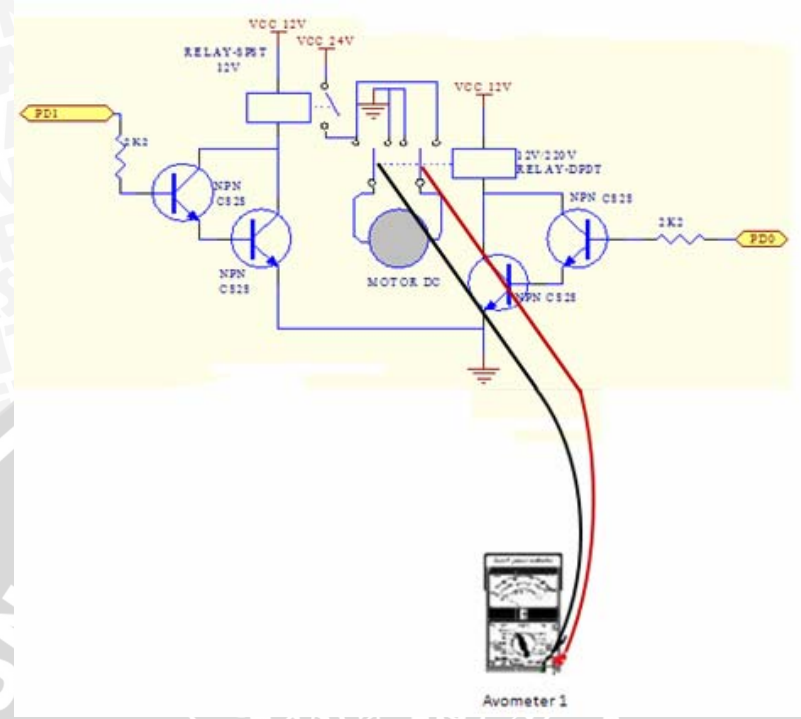 VCC 12V
RELAY-SPST
12V
VCC 24V
VCC 12V
PD1
2K2
NPN
C828
NPN
C828
MOTOR DC
12V/220V
RELAY-DPDT
NPN C828
2K2
PD0
NPN C828
Avometer 1